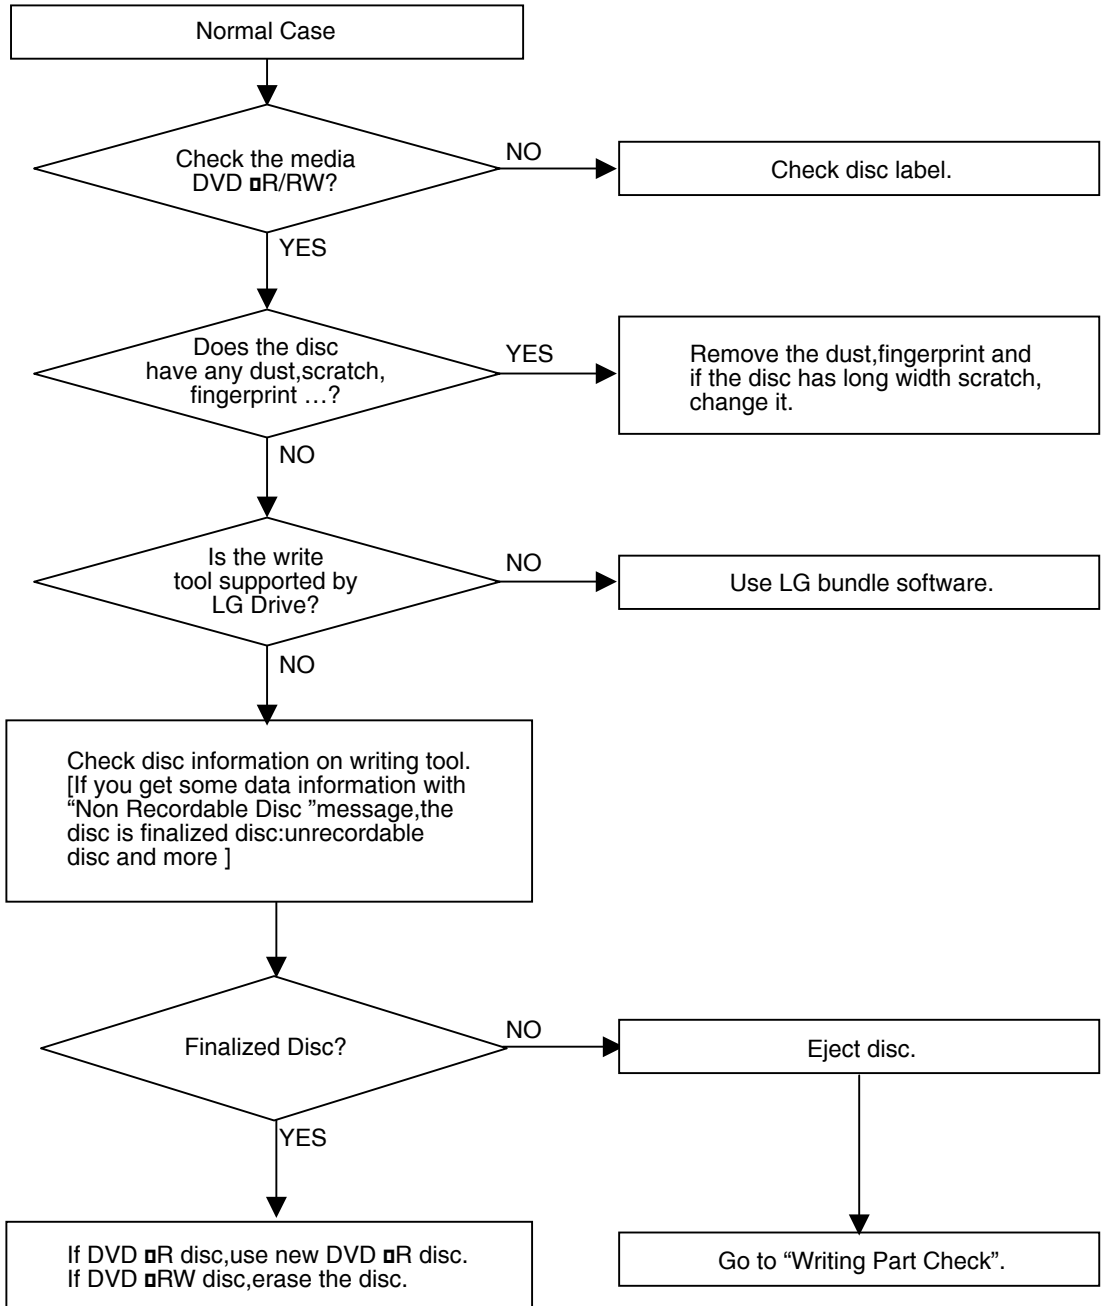 Normal Case
Check the media
DVD ◘R/RW?
NO
Check disc label.
YES
Does the disc
have any dust,scratch,
fingerprint …?
YES
Remove the dust,fingerprint and
if the disc has long width scratch,
change it.
NO
Is the write
tool supported by
LG Drive?
NO
Use LG bundle software.
NO
Check disc information on writing tool.
[If you get some data information with
“Non Recordable Disc ”message,the
disc is finalized disc:unrecordable
disc and more ]
Finalized Disc?
NO
Eject disc.
YES
If DVD ◘R disc,use new DVD ◘R disc.
If DVD ◘RW disc,erase the disc.
Go to “Writing Part Check”.